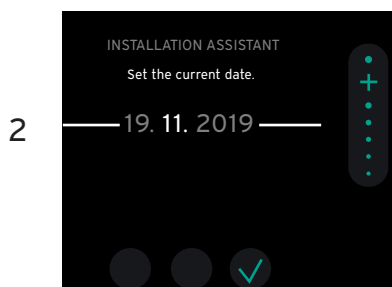 INSTALLATION ASSISTANT
Set the current date.
19. 11. 2019
2